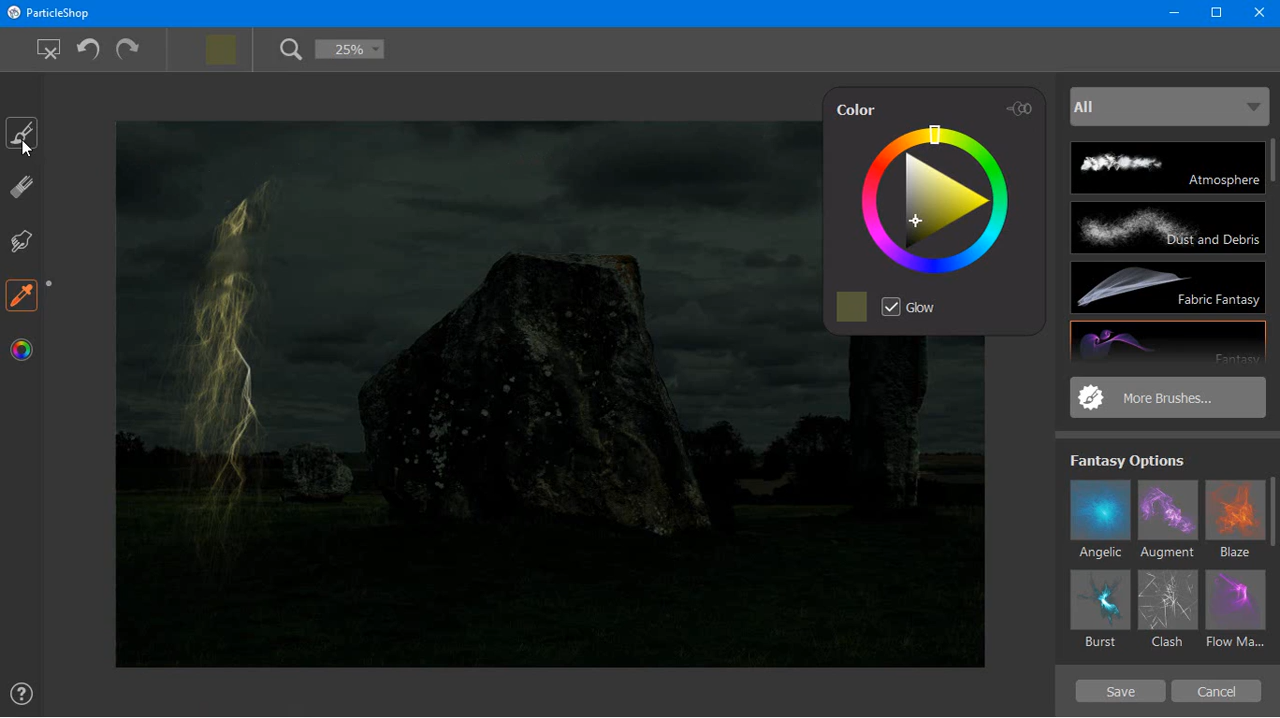 ParticleShop
25%
Color
Glow
All
Atmosphere
Dust and Debris
Fabric Fantasy
Fantasy
More Brushes...
Fantasy Options
Angelic Augment Blaze
Burst Clash Flow Ma...
Save Cancel